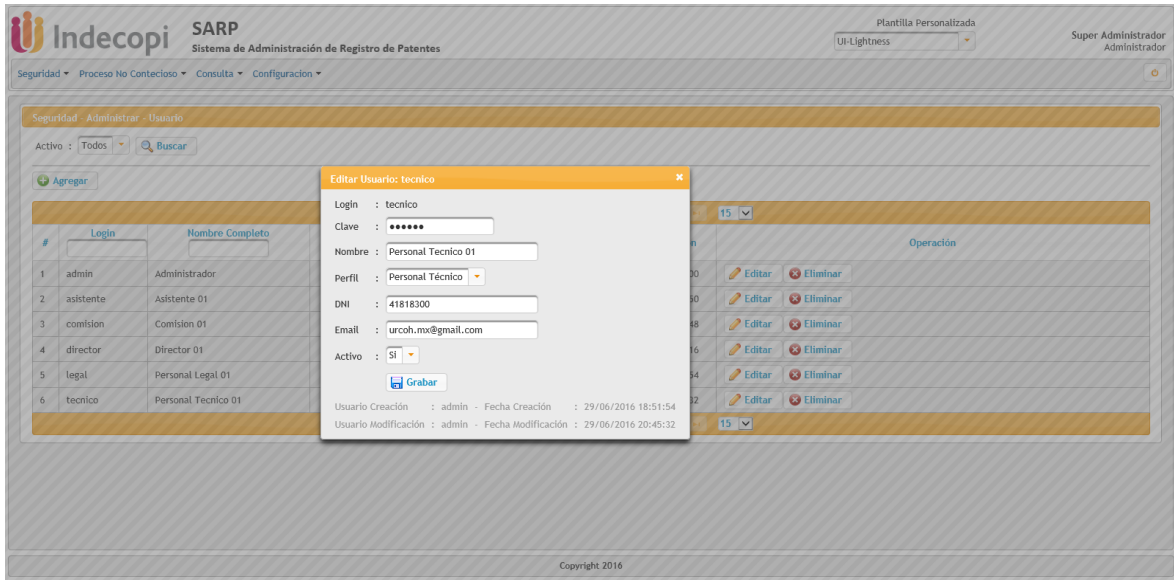 Indecopi
SARP
Sistema de Administración de Registro de Patentes
Plantilla Personalizada
UI-Lightness
Super Administrador
Administrador
Seguridad Proceso No Contecioso Consulta Configuracion
Seguridad - Administrar - Usuario
Activo : Todos Buscar
Agregar
15
# Login Nombre Completo Operación
1 admin Administrador Editar Eliminar
2 asistente Asistente 01 Editar Eliminar
3 comision Comision 01 Editar Eliminar
4 director Director 01 Editar Eliminar
5 legal Personal Legal 01 Editar Eliminar
6 tecnico Personal Tecnico 01 Editar Eliminar
15
Editar Usuario: tecnico
Login : tecnico
Clave : ●●●●●●
Nombre : Personal Tecnico 01
Perfil : Personal Técnico
DNI : 41818300
Email : urcoh.mx@gmail.com
Activo : Si
Grabar
Usuario Creación : admin - Fecha Creación : 29/06/2016 18:51:54
Usuario Modificación : admin - Fecha Modificación : 29/06/2016 20:45:32
Copyright 2016